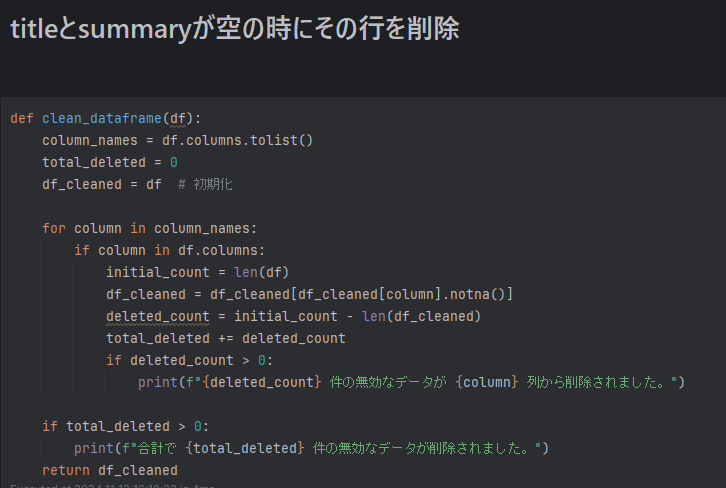 titleとsummaryが空の時にその行を削除
def clean_dataframe(df):
    column_names = df.columns.tolist()
    total_deleted = 0
    df_cleaned = df  # 初期化
    for column in column_names:
        if column in df.columns:
            initial_count = len(df)
            df_cleaned = df_cleaned[df_cleaned[column].notna()]
            deleted_count = initial_count - len(df_cleaned)
            total_deleted += deleted_count
            if deleted_count > 0:
                print(f"{deleted_count} 件の無効なデータが {column} 列から削除されました。")
    if total_deleted > 0:
        print(f"合計で {total_deleted} 件の無効なデータが削除されました。")
    return df_cleaned